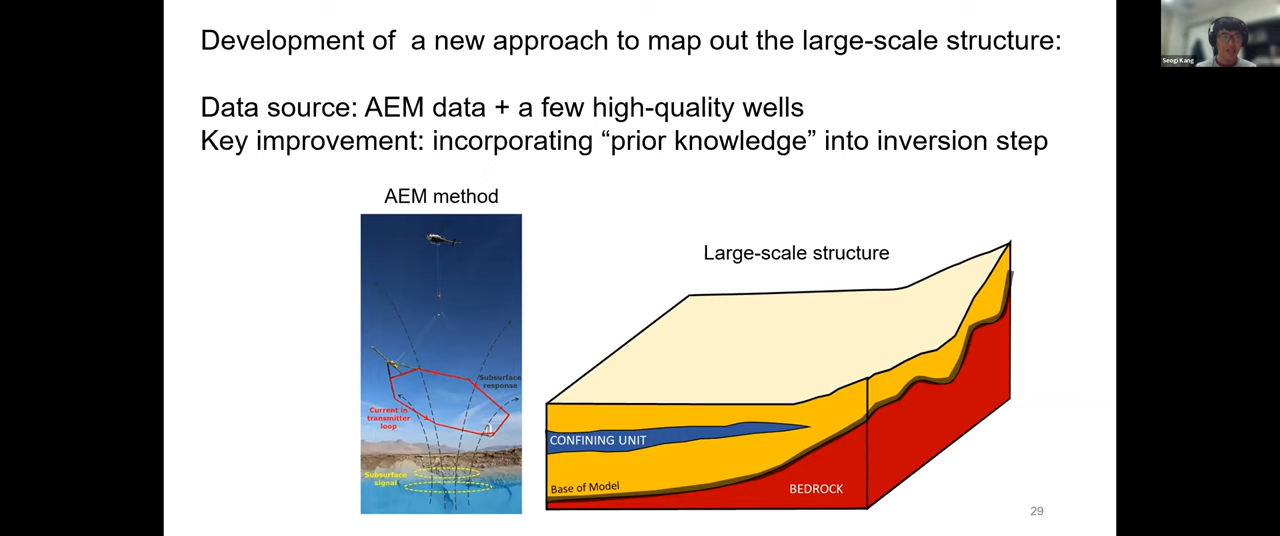 Development of a new approach to map out the large-scale structure:
Data source: AEM data + a few high-quality wells
Key improvement: incorporating “prior knowledge” into inversion step
AEM method
Subsurface
response
Current in
transmitter
loop
Subsurface
signal
Large-scale structure
CONFINING UNIT
Base of Model
BEDROCK
29
Seogi Kang